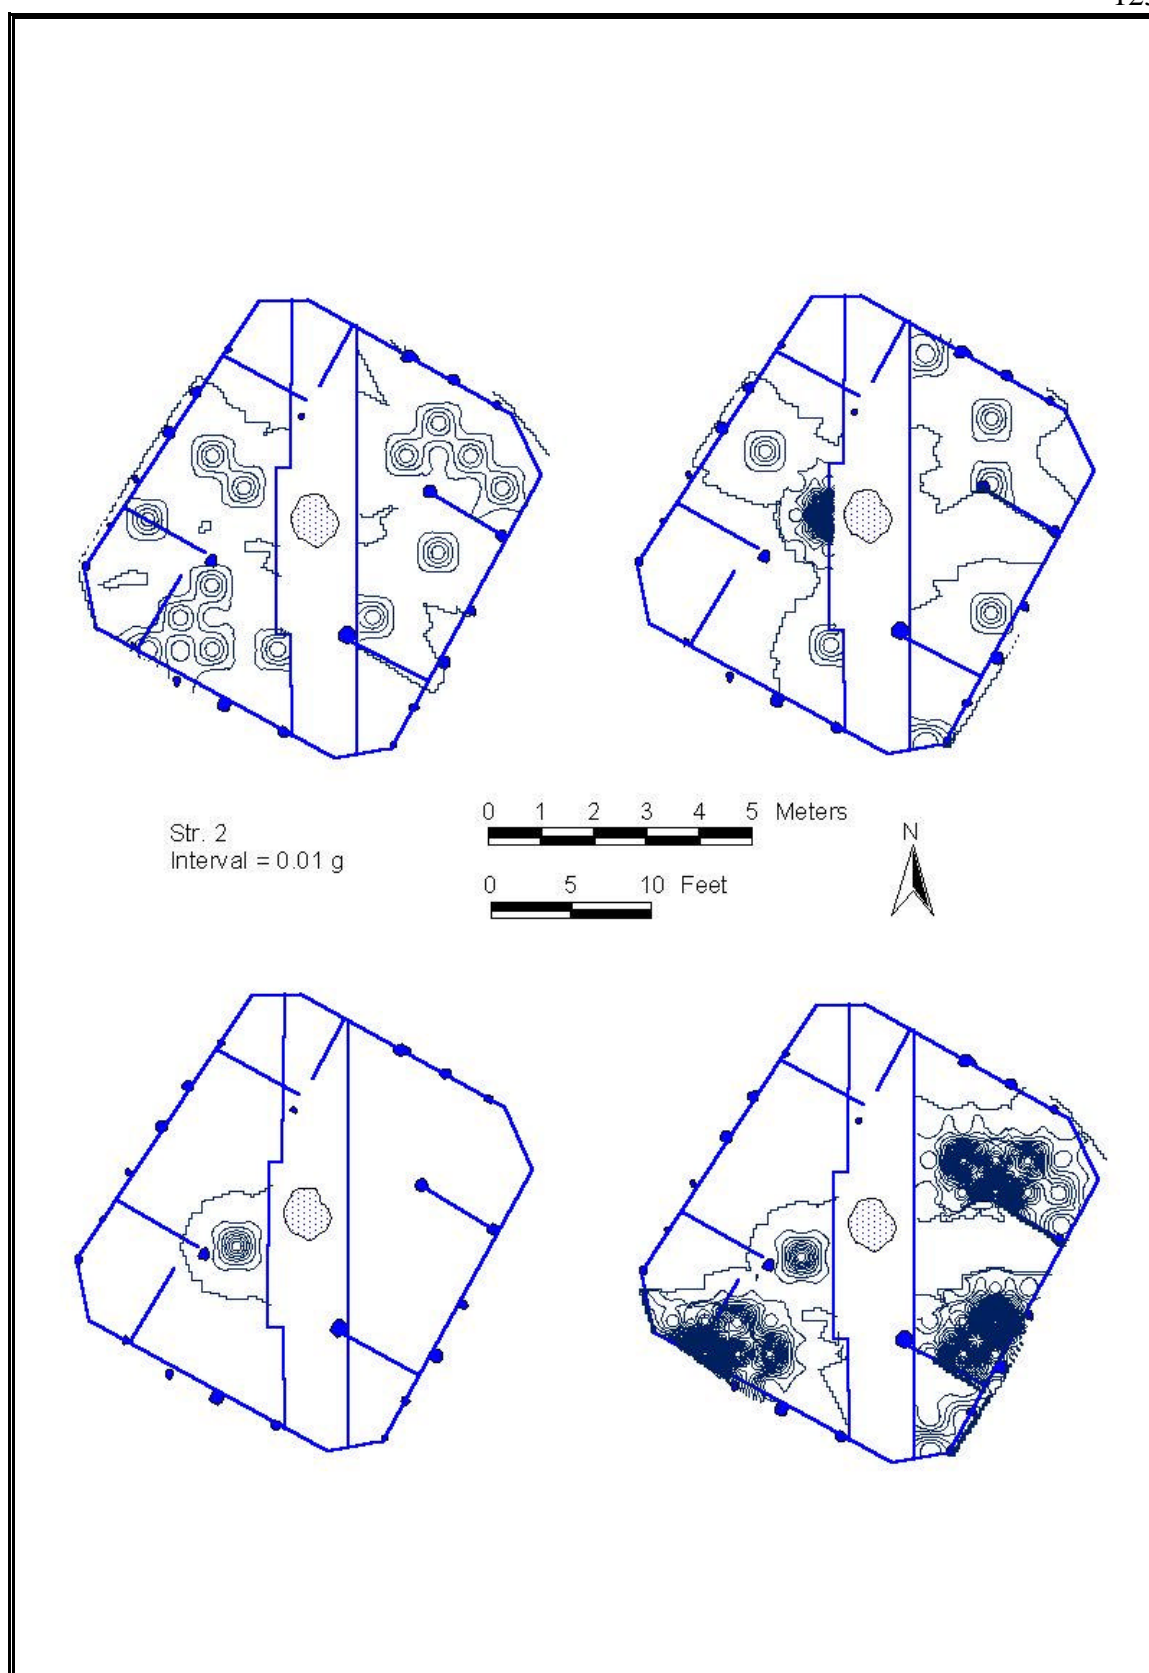 0 1 2 3 4 5 Meters
Str. 2
Interval = 0.01 g
N
0 5 10 Feet